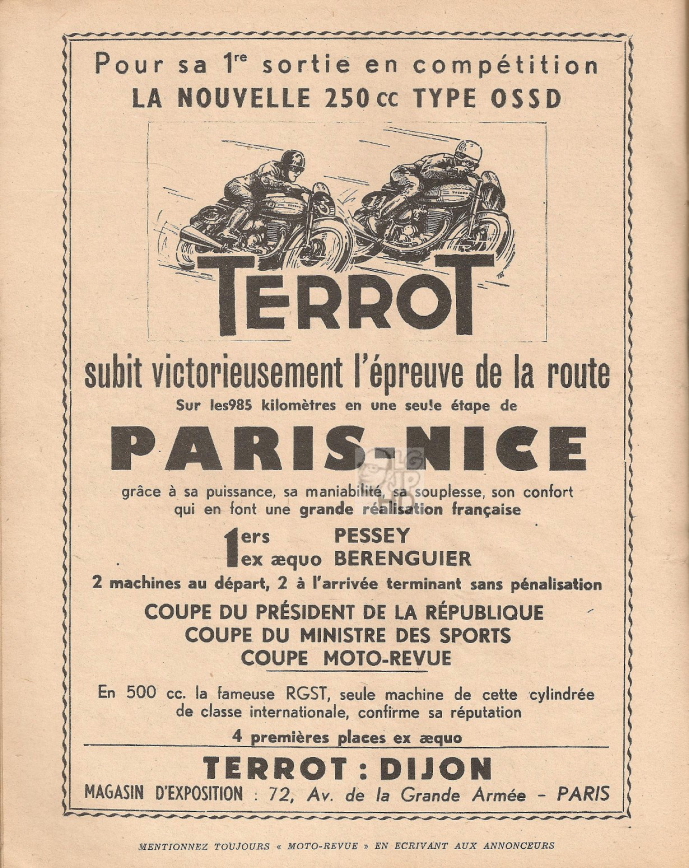 Pour sa 1re sortie en compétition
LA NOUVELLE 250 cc TYPE OSSD
TERROT
subit victorieusement l'épreuve de la route
Sur les985 kilomètres en une seule étape de
PARIS-NICE
grâce à sa puissance, sa maniabilité, sa souplesse, son confort
qui en font une grande réalisation française
1ers PESSEY
ex æquo BERENGUIER
2 machines au départ, 2 à l'arrivée terminant sans pénalisation
COUPE DU PRÉSIDENT DE LA RÉPUBLIQUE
COUPE DU MINISTRE DES SPORTS
COUPE MOTO-REVUE
En 500 cc. la fameuse RGST, seule machine de cette cylindrée
de classe internationale, confirme sa réputation
4 premières places ex æquo
TERROT : DIJON
MAGASIN D'EXPOSITION : 72, Av. de la Grande Armée - PARIS
MENTIONNEZ TOUJOURS « MOTO-REVUE » EN ECRIVANT AUX ANNONCEURS